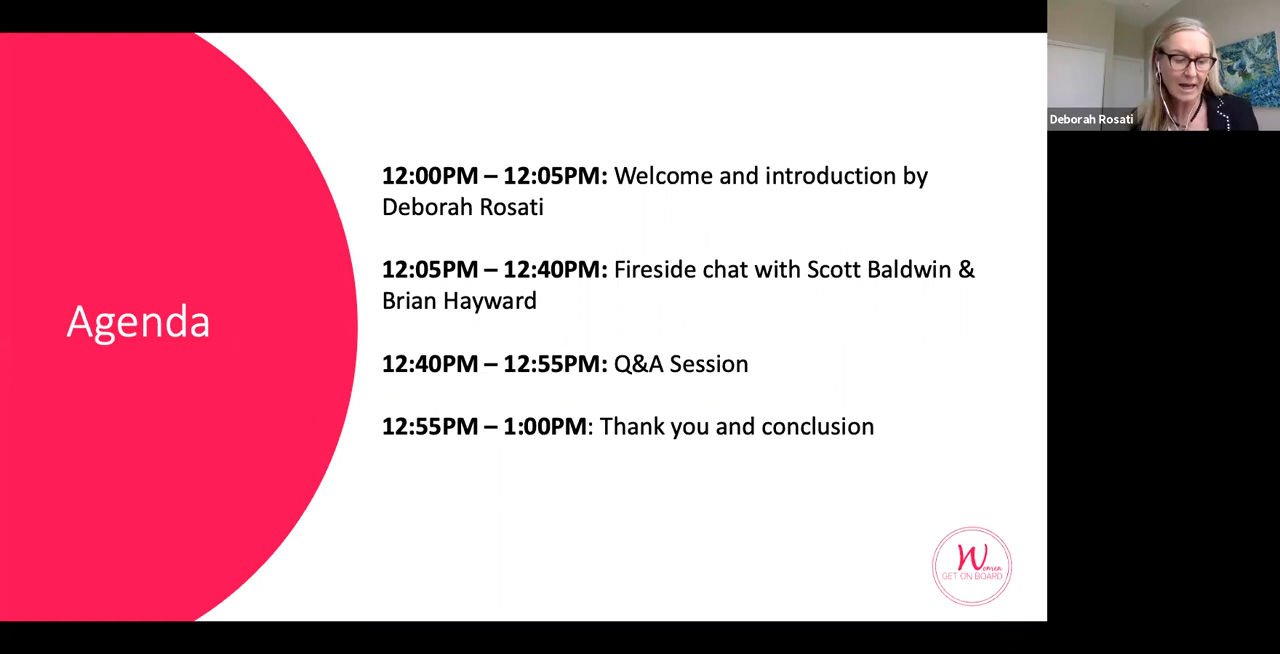 Agenda
12:00PM – 12:05PM: Welcome and introduction by
Deborah Rosati
12:05PM – 12:40PM: Fireside chat with Scott Baldwin &
Brian Hayward
12:40PM – 12:55PM: Q&A Session
12:55PM – 1:00PM: Thank you and conclusion
Women
GET ON BOARD
Deborah Rosati